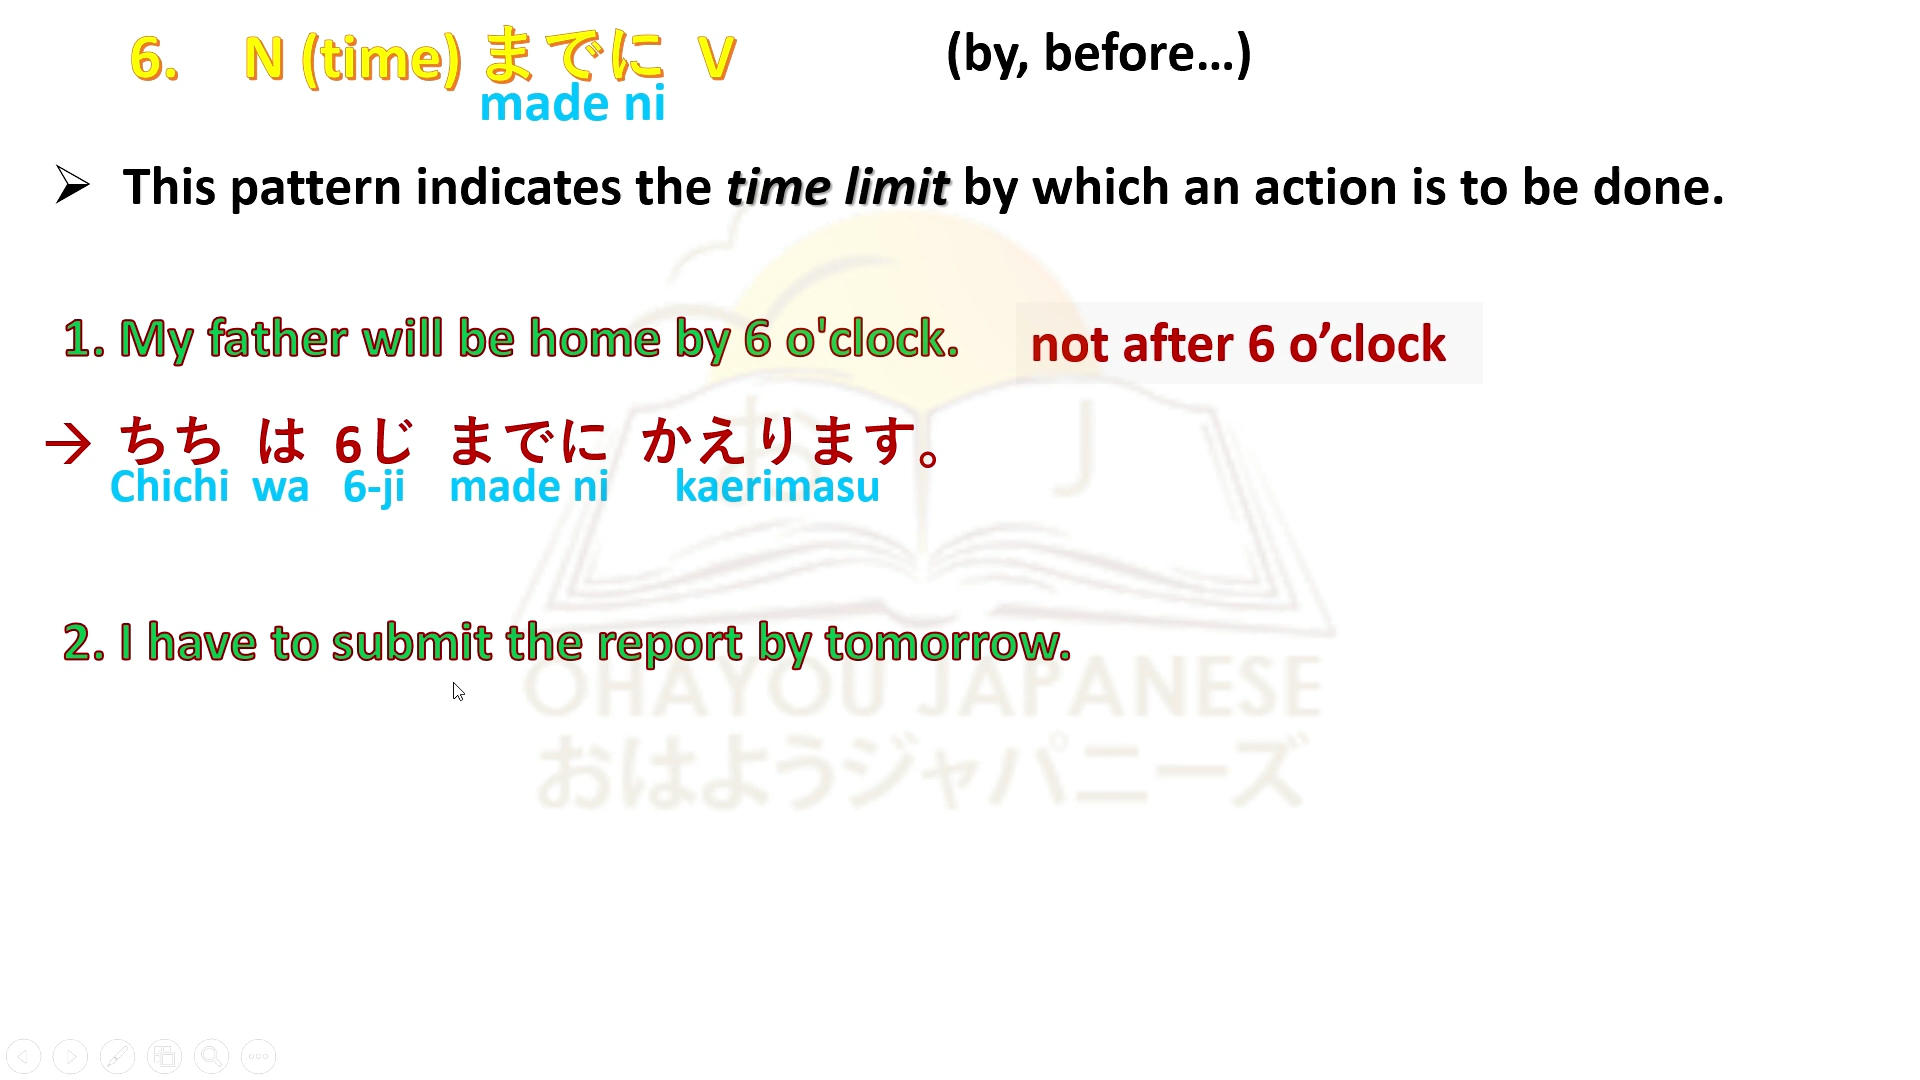 6. N (time) までに V (by, before…)
made ni
➢ This pattern indicates the time limit by which an action is to be done.
1. My father will be home by 6 o'clock. not after 6 o’clock
→ ちち は 6じ までに かえります。
Chichi wa 6-ji made ni kaerimasu
お J
2. I have to submit the report by tomorrow.
OHAYOU JAPANESE
おはようジャパニーズ